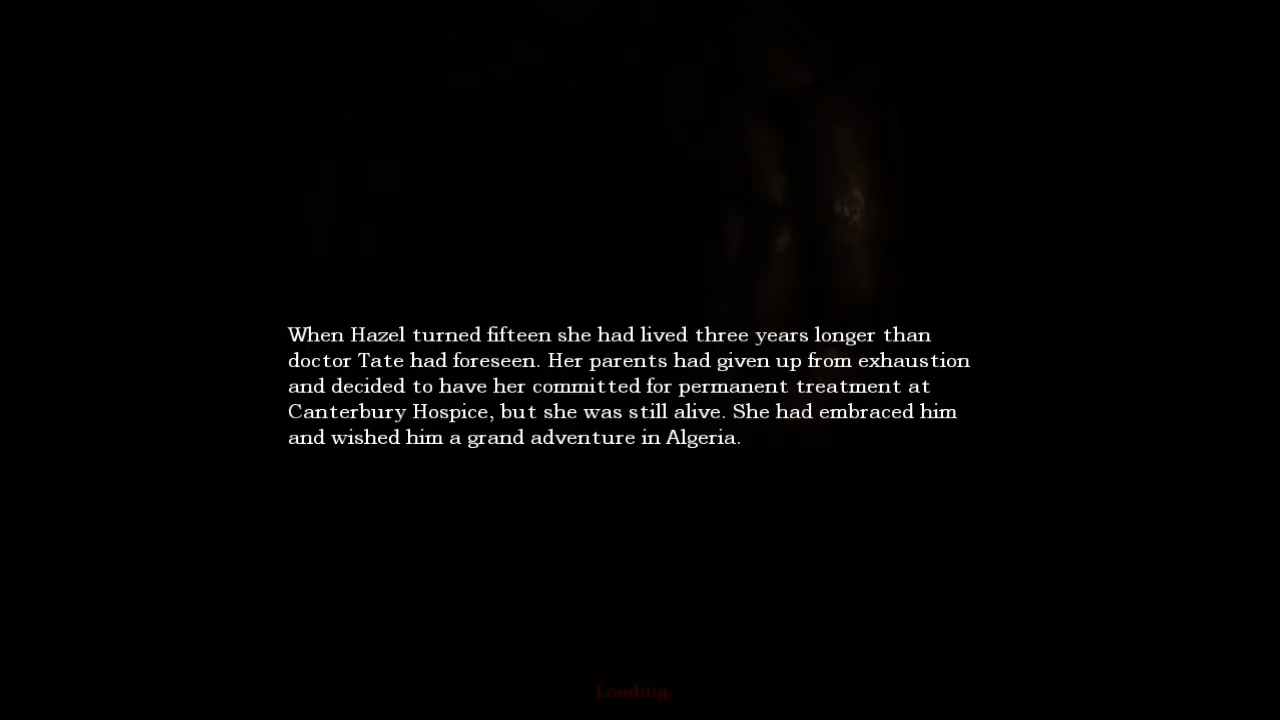 When Hazel turned fifteen she had lived three years longer than
doctor Tate had foreseen. Her parents had given up from exhaustion
and decided to have her committed for permanent treatment at
Canterbury Hospice, but she was still alive. She had embraced him
and wished him a grand adventure in Algeria.
Loading.